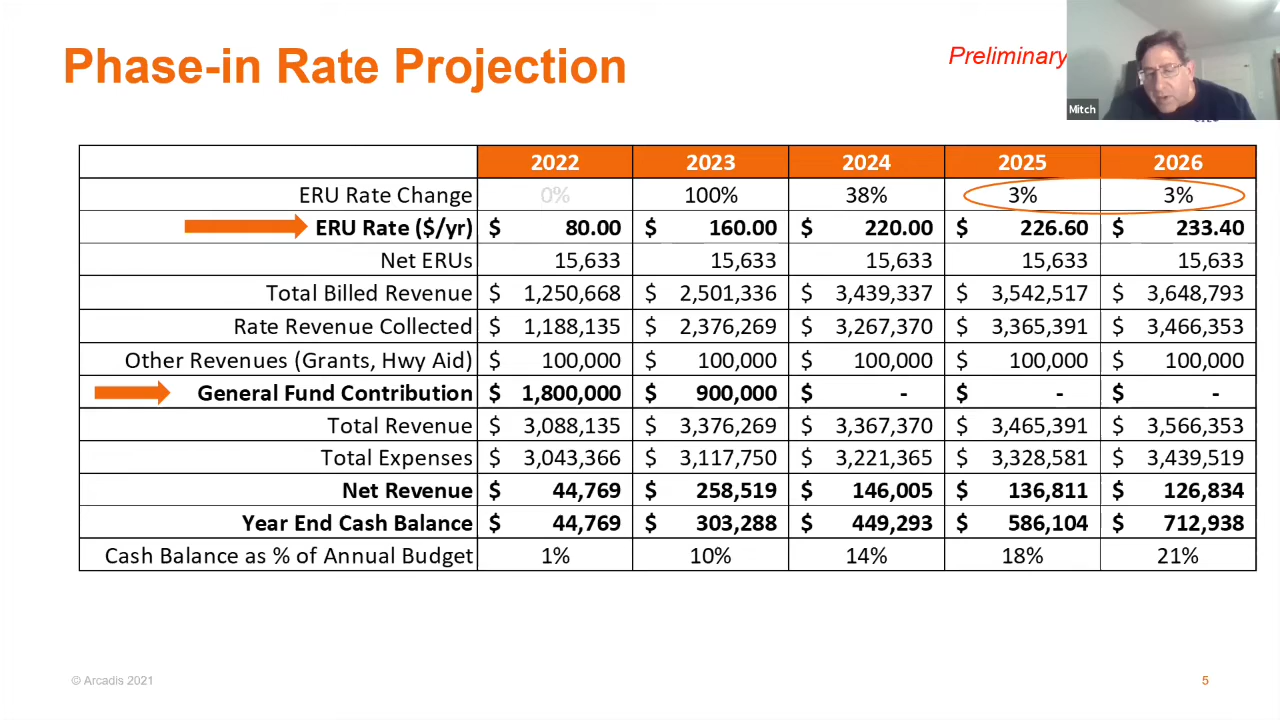 Phase-in Rate Projection
Preliminary
Mitch
2022 2023 2024 2025 2026
ERU Rate Change 0% 100% 38% 3% 3%
ERU Rate ($/yr) $ 80.00 $ 160.00 $ 220.00 $ 226.60 $ 233.40
Net ERUs 15,633 15,633 15,633 15,633 15,633
Total Billed Revenue $ 1,250,668 $ 2,501,336 $ 3,439,337 $ 3,542,517 $ 3,648,793
Rate Revenue Collected $ 1,188,135 $ 2,376,269 $ 3,267,370 $ 3,365,391 $ 3,466,353
Other Revenues (Grants, Hwy Aid) $ 100,000 $ 100,000 $ 100,000 $ 100,000 $ 100,000
General Fund Contribution $ 1,800,000 $ 900,000 $ - $ - $ -
Total Revenue $ 3,088,135 $ 3,376,269 $ 3,367,370 $ 3,465,391 $ 3,566,353
Total Expenses $ 3,043,366 $ 3,117,750 $ 3,221,365 $ 3,328,581 $ 3,439,519
Net Revenue $ 44,769 $ 258,519 $ 146,005 $ 136,811 $ 126,834
Year End Cash Balance $ 44,769 $ 303,288 $ 449,293 $ 586,104 $ 712,938
Cash Balance as % of Annual Budget 1% 10% 14% 18% 21%
© Arcadis 2021
5